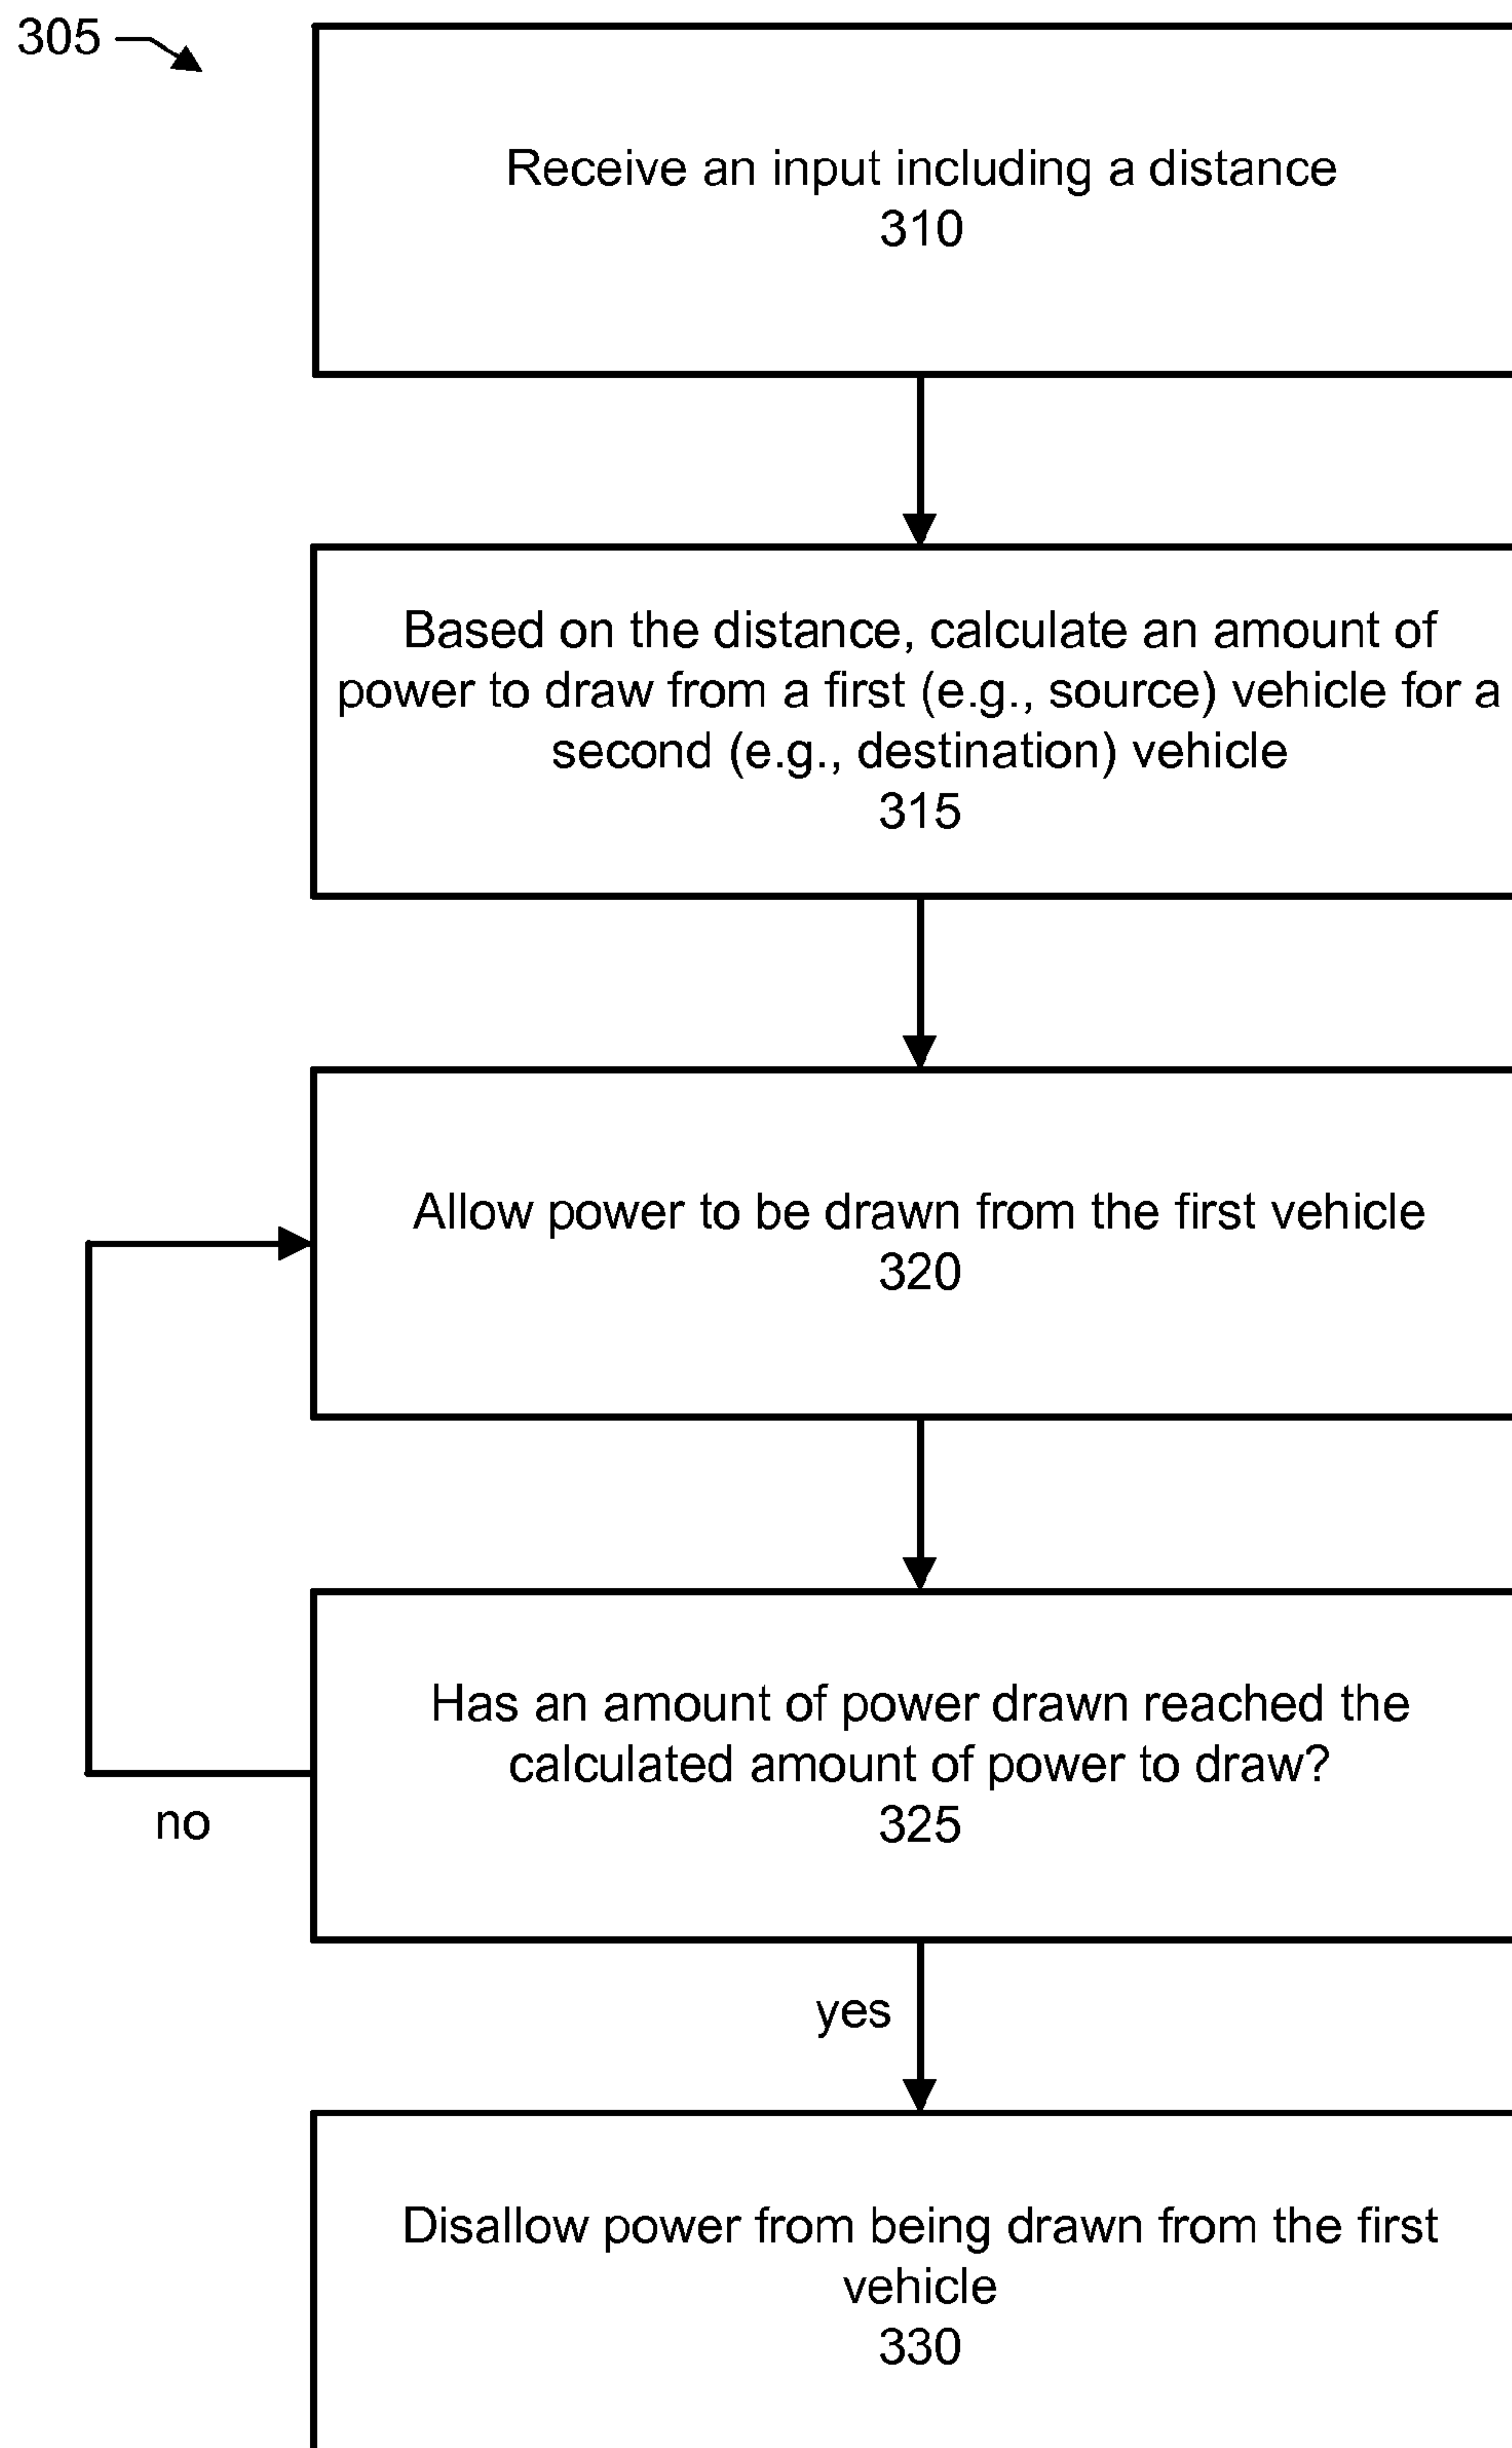 305
Receive an input including a distance
310
Based on the distance, calculate an amount of
power to draw from a first (e.g., source) vehicle for a
second (e.g., destination) vehicle
315
Allow power to be drawn from the first vehicle
320
Has an amount of power drawn reached the
calculated amount of power to draw?
325
no
yes
Disallow power from being drawn from the first
vehicle
330